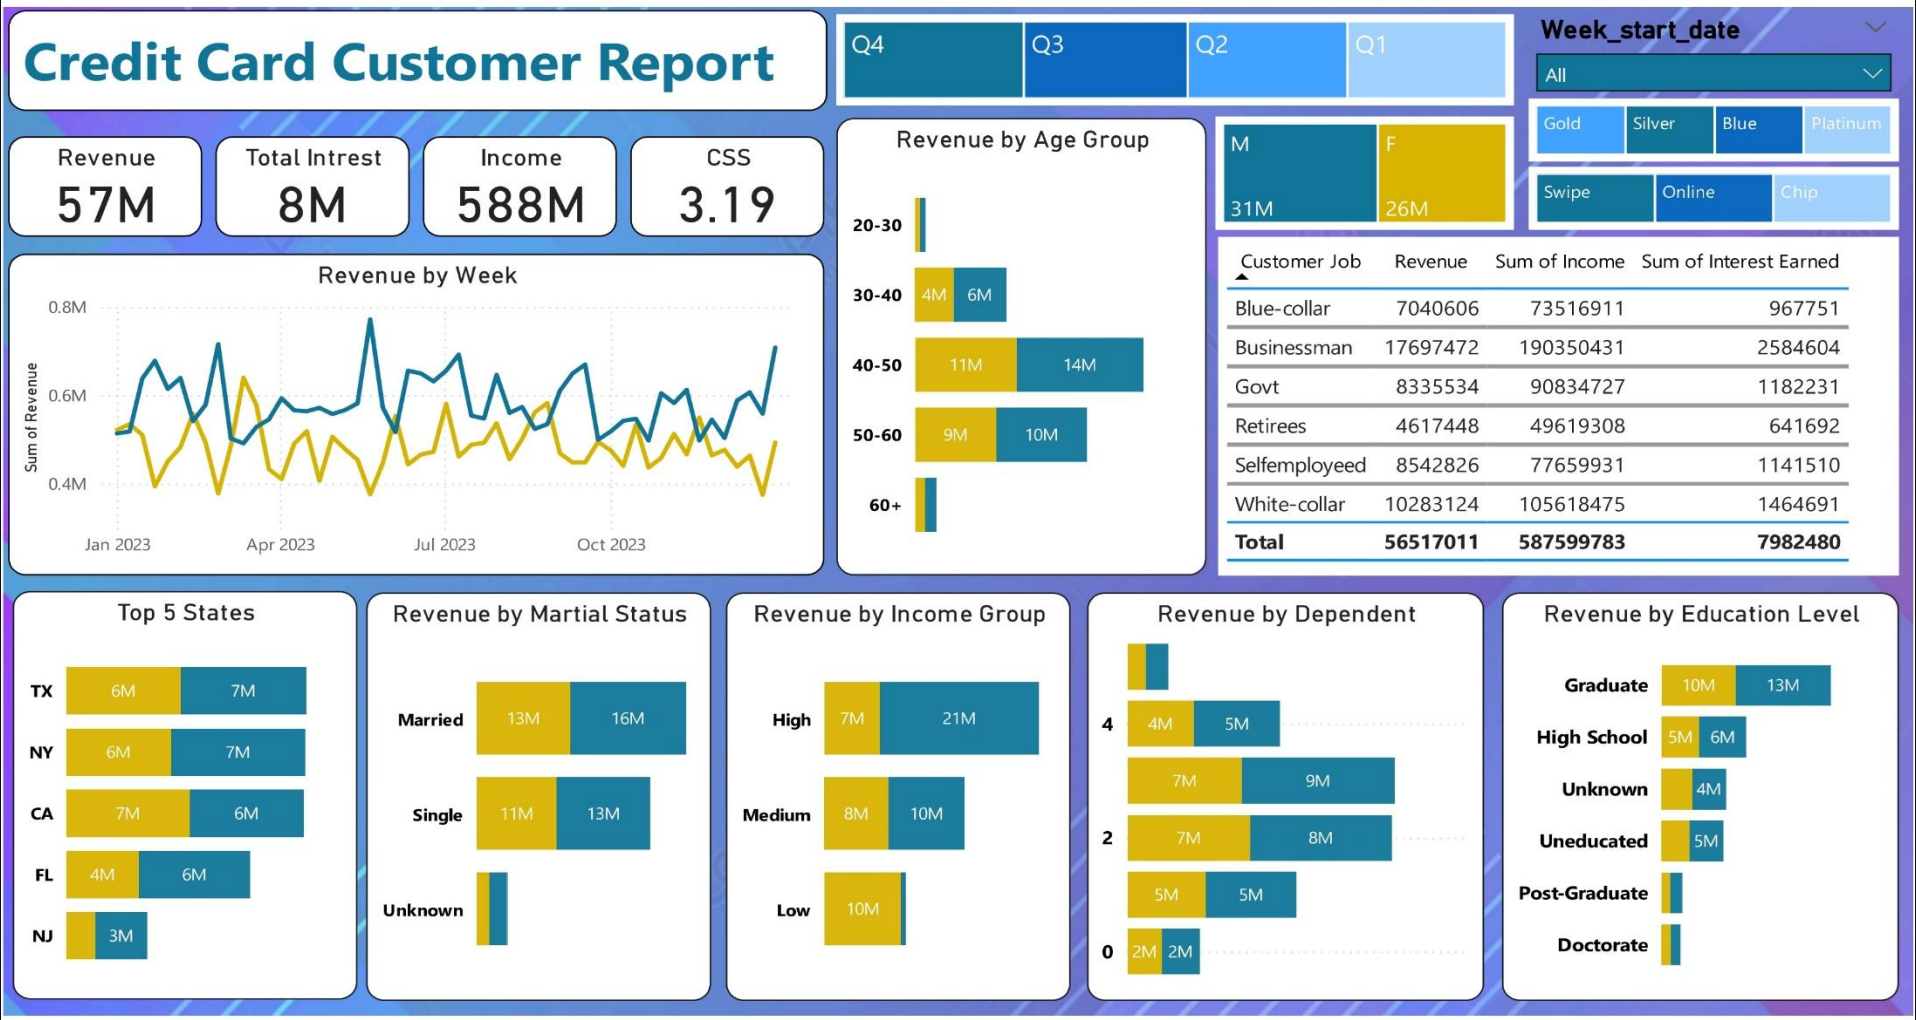 Credit Card Customer Report
Q4
Q3
Q2
Q1
Week_start_date
All
Gold
Silver
Blue
Platinum
Swipe
Online
Chip
Revenue
57M
Total Intrest
8M
Income
588M
CSS
3.19
Revenue by Age Group
20-30
30-40
4M
6M
40-50
11M
14M
50-60
9M
10M
60+
M
31M
F
26M
Customer Job Revenue Sum of Income Sum of Interest Earned
Blue-collar 7040606 73516911 967751
Businessman 17697472 190350431 2584604
Govt 8335534 90834727 1182231
Retirees 4617448 49619308 641692
Selfemployeed 8542826 77659931 1141510
White-collar 10283124 105618475 1464691
Total 56517011 587599783 7982480
Revenue by Week
Sum of Revenue
0.8M
0.6M
0.4M
Jan 2023
Apr 2023
Jul 2023
Oct 2023
Top 5 States
TX 6M 7M
NY 6M 7M
CA 7M 6M
FL 4M 6M
NJ 3M
Revenue by Martial Status
Married 13M 16M
Single 11M 13M
Unknown
Revenue by Income Group
High 7M 21M
Medium 8M 10M
Low 10M
Revenue by Dependent
4 4M 5M
7M 9M
2 7M 8M
5M 5M
0 2M 2M
Revenue by Education Level
Graduate 10M 13M
High School 5M 6M
Unknown 4M
Uneducated 5M
Post-Graduate
Doctorate